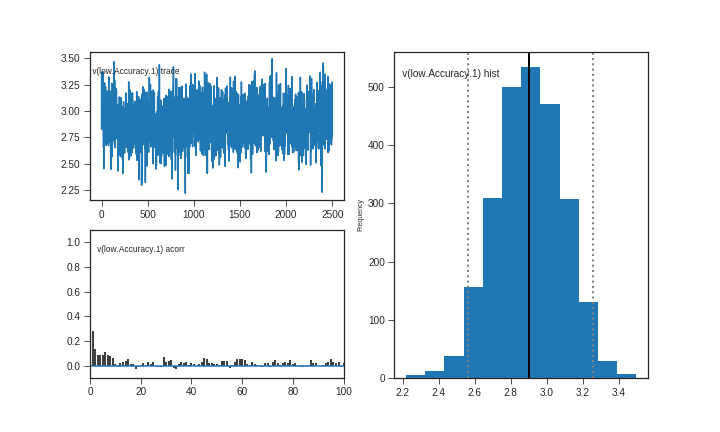 v(low.Accuracy.1) trace
3.50
3.25
3.00
2.75
2.50
2.25
0 500 1000 1500 2000 2500
v(low.Accuracy.1) acorr
1.0
0.8
0.6
0.4
0.2
0.0
0 20 40 60 80 100
v(low.Accuracy.1) hist
Frequency
500
400
300
200
100
0
2.2 2.4 2.6 2.8 3.0 3.2 3.4